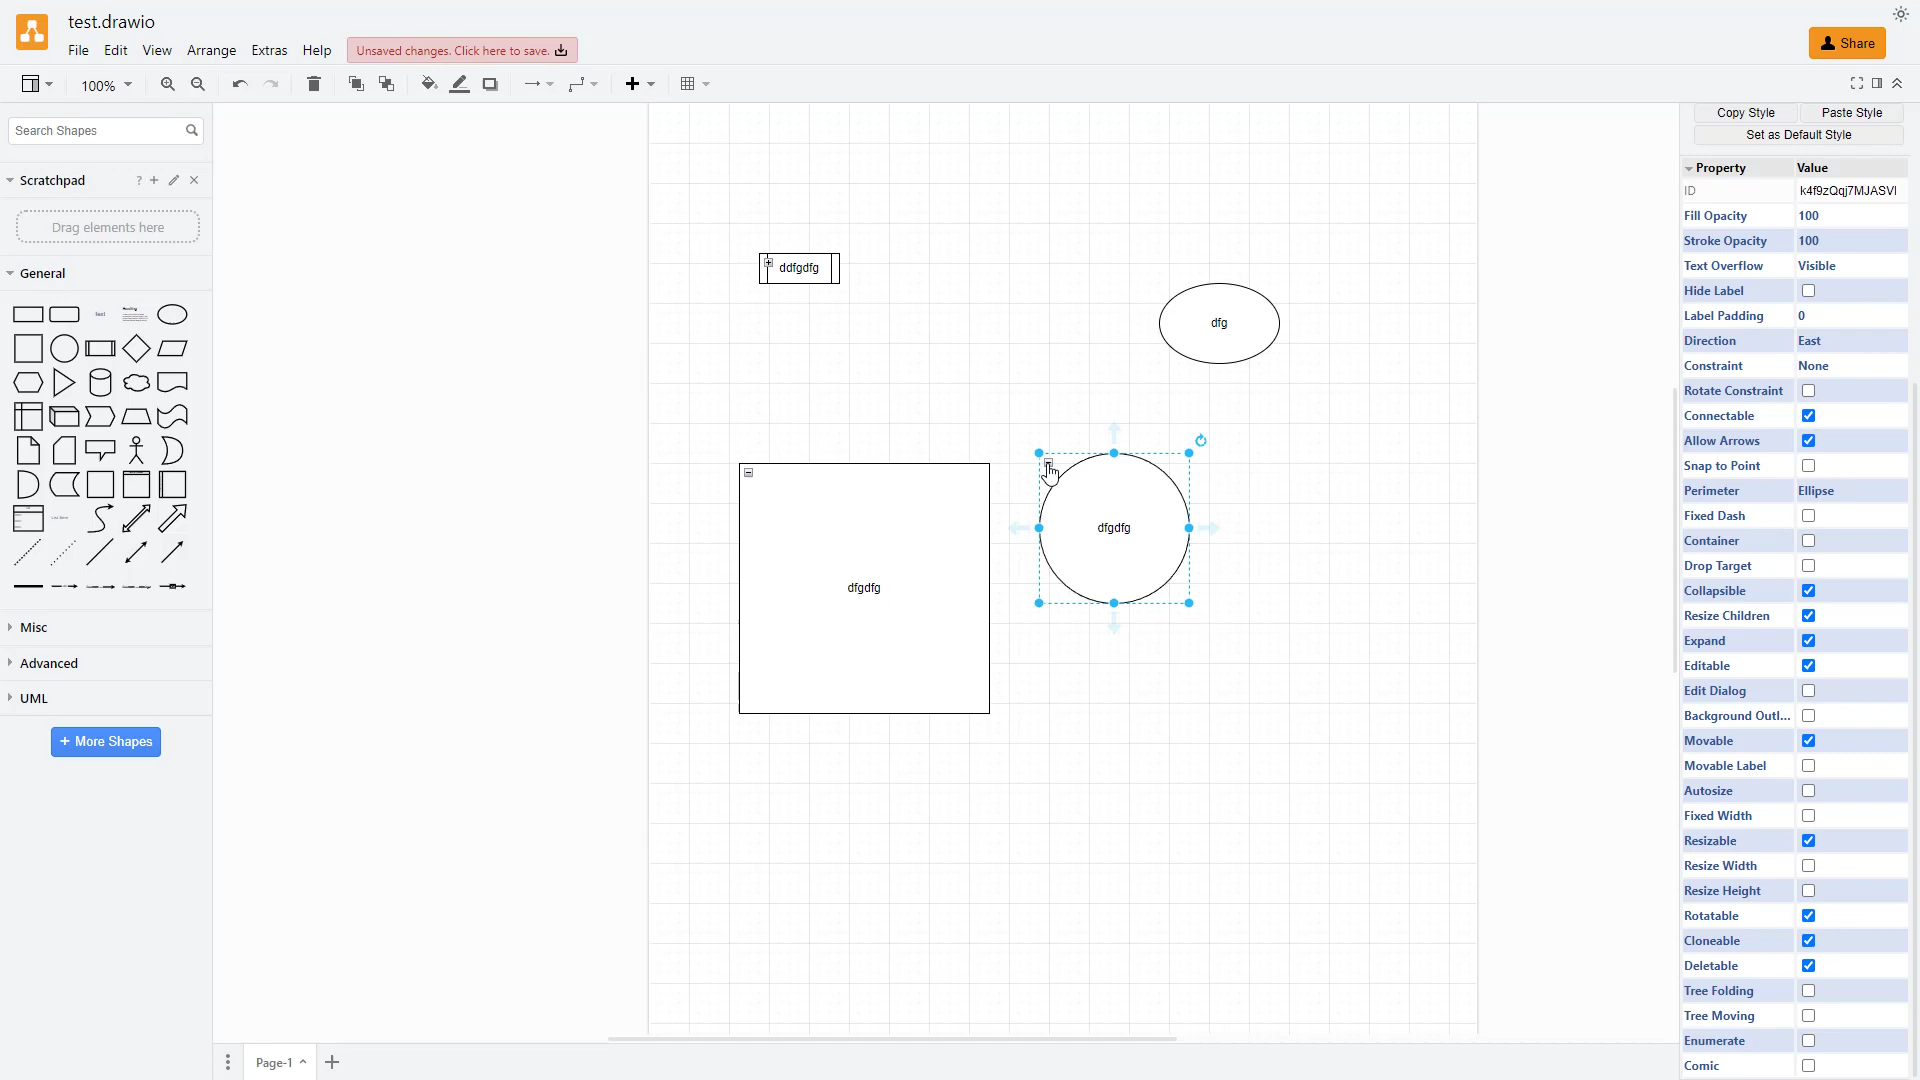 test.drawio
File Edit View Arrange Extras Help Unsaved changes. Click here to save.
Share
100%
Search Shapes
Scratchpad ?
Drag elements here
General
Text
Heading
List Item
Misc
Advanced
UML
+ More Shapes
ddfgdfg
dfg
dfgdfg
dfgdfg
Page-1
Copy Style Paste Style
Set as Default Style
Property Value
ID k4f9zQqj7MJASVI
Fill Opacity 100
Stroke Opacity 100
Text Overflow Visible
Hide Label
Label Padding 0
Direction East
Constraint None
Rotate Constraint
Connectable
Allow Arrows
Snap to Point
Perimeter Ellipse
Fixed Dash
Container
Drop Target
Collapsible
Resize Children
Expand
Editable
Edit Dialog
Background Outl...
Movable
Movable Label
Autosize
Fixed Width
Resizable
Resize Width
Resize Height
Rotatable
Cloneable
Deletable
Tree Folding
Tree Moving
Enumerate
Comic